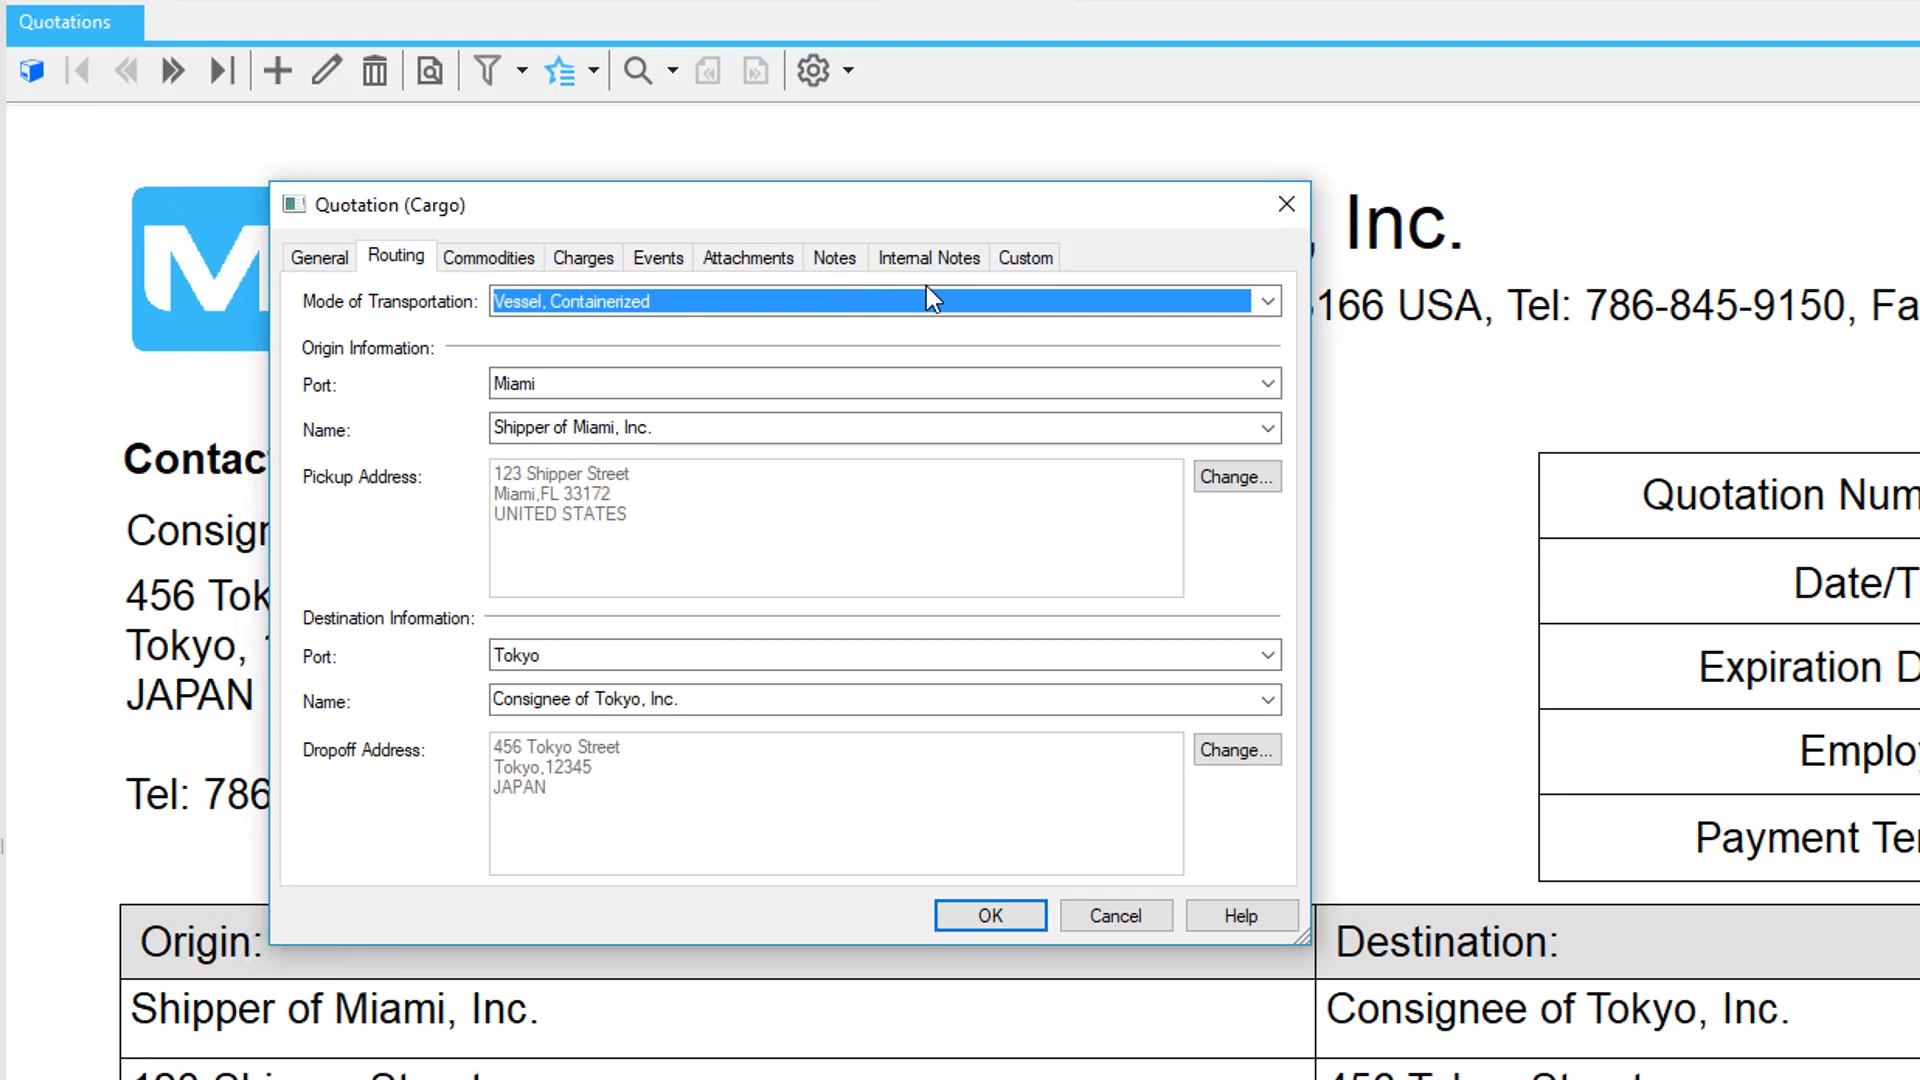 Quotations
M
, Inc.
166 USA, Tel: 786-845-9150, Fa
Quotation (Cargo)
General Routing Commodities Charges Events Attachments Notes Internal Notes Custom
Mode of Transportation: Vessel, Containerized
Origin Information:
Port: Miami
Name: Shipper of Miami, Inc.
Pickup Address: 123 Shipper Street
Miami,FL 33172
UNITED STATES
Change...
Destination Information:
Port: Tokyo
Name: Consignee of Tokyo, Inc.
Dropoff Address: 456 Tokyo Street
Tokyo,12345
JAPAN
Change...
OK Cancel Help
Contac
Consign
456 Tok
Tokyo,
JAPAN
Tel: 786
Quotation Num
Date/T
Expiration D
Employ
Payment Ter
Origin: Destination:
Shipper of Miami, Inc. Consignee of Tokyo, Inc.